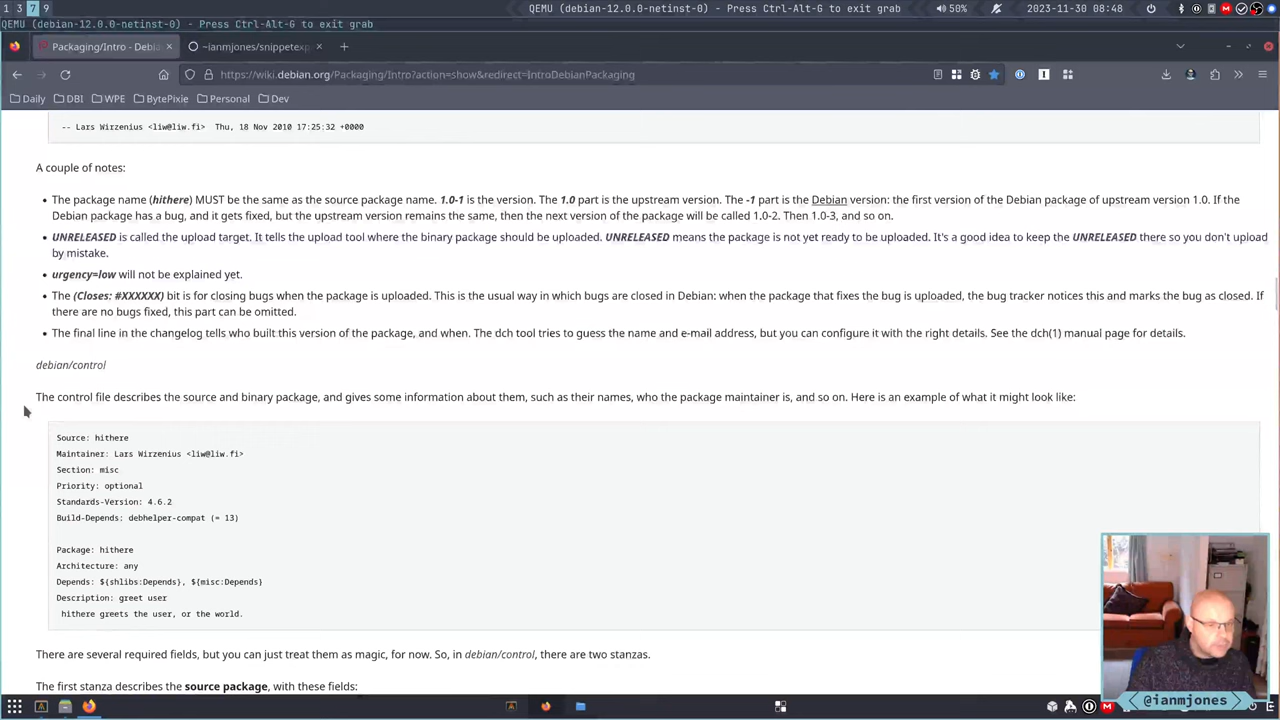 1 3 7 9
QEMU (debian-12.0.0-netinst-0) - Press Ctrl-Alt-G to exit grab
50%
2023-11-30 08:48
QEMU (debian-12.0.0-netinst-0) - Press Ctrl-Alt-G to exit grab
Packaging/Intro - Debi
~ianmjones/snippetexp
https://wiki.debian.org/Packaging/Intro?action=show&redirect=IntroDebianPackaging
Daily DBI WPE BytePixie Personal Dev
-- Lars Wirzenius <liw@liw.fi>  Thu, 18 Nov 2010 17:25:32 +0000
A couple of notes:
The package name (hithere) MUST be the same as the source package name. 1.0-1 is the version. The 1.0 part is the upstream version. The -1 part is the Debian version: the first version of the Debian package of upstream version 1.0. If the
Debian package has a bug, and it gets fixed, but the upstream version remains the same, then the next version of the package will be called 1.0-2. Then 1.0-3, and so on.
UNRELEASED is called the upload target. It tells the upload tool where the binary package should be uploaded. UNRELEASED means the package is not yet ready to be uploaded. It's a good idea to keep the UNRELEASED there so you don't upload
by mistake.
urgency=low will not be explained yet.
The (Closes: #XXXXXX) bit is for closing bugs when the package is uploaded. This is the usual way in which bugs are closed in Debian: when the package that fixes the bug is uploaded, the bug tracker notices this and marks the bug as closed. If
there are no bugs fixed, this part can be omitted.
The final line in the changelog tells who built this version of the package, and when. The dch tool tries to guess the name and e-mail address, but you can configure it with the right details. See the dch(1) manual page for details.
debian/control
The control file describes the source and binary package, and gives some information about them, such as their names, who the package maintainer is, and so on. Here is an example of what it might look like:
Source: hithere
Maintainer: Lars Wirzenius <liw@liw.fi>
Section: misc
Priority: optional
Standards-Version: 4.6.2
Build-Depends: debhelper-compat (= 13)
Package: hithere
Architecture: any
Depends: ${shlibs:Depends}, ${misc:Depends}
Description: greet user
 hithere greets the user, or the world.
There are several required fields, but you can just treat them as magic, for now. So, in debian/control, there are two stanzas.
The first stanza describes the source package, with these fields:
@ianmjones